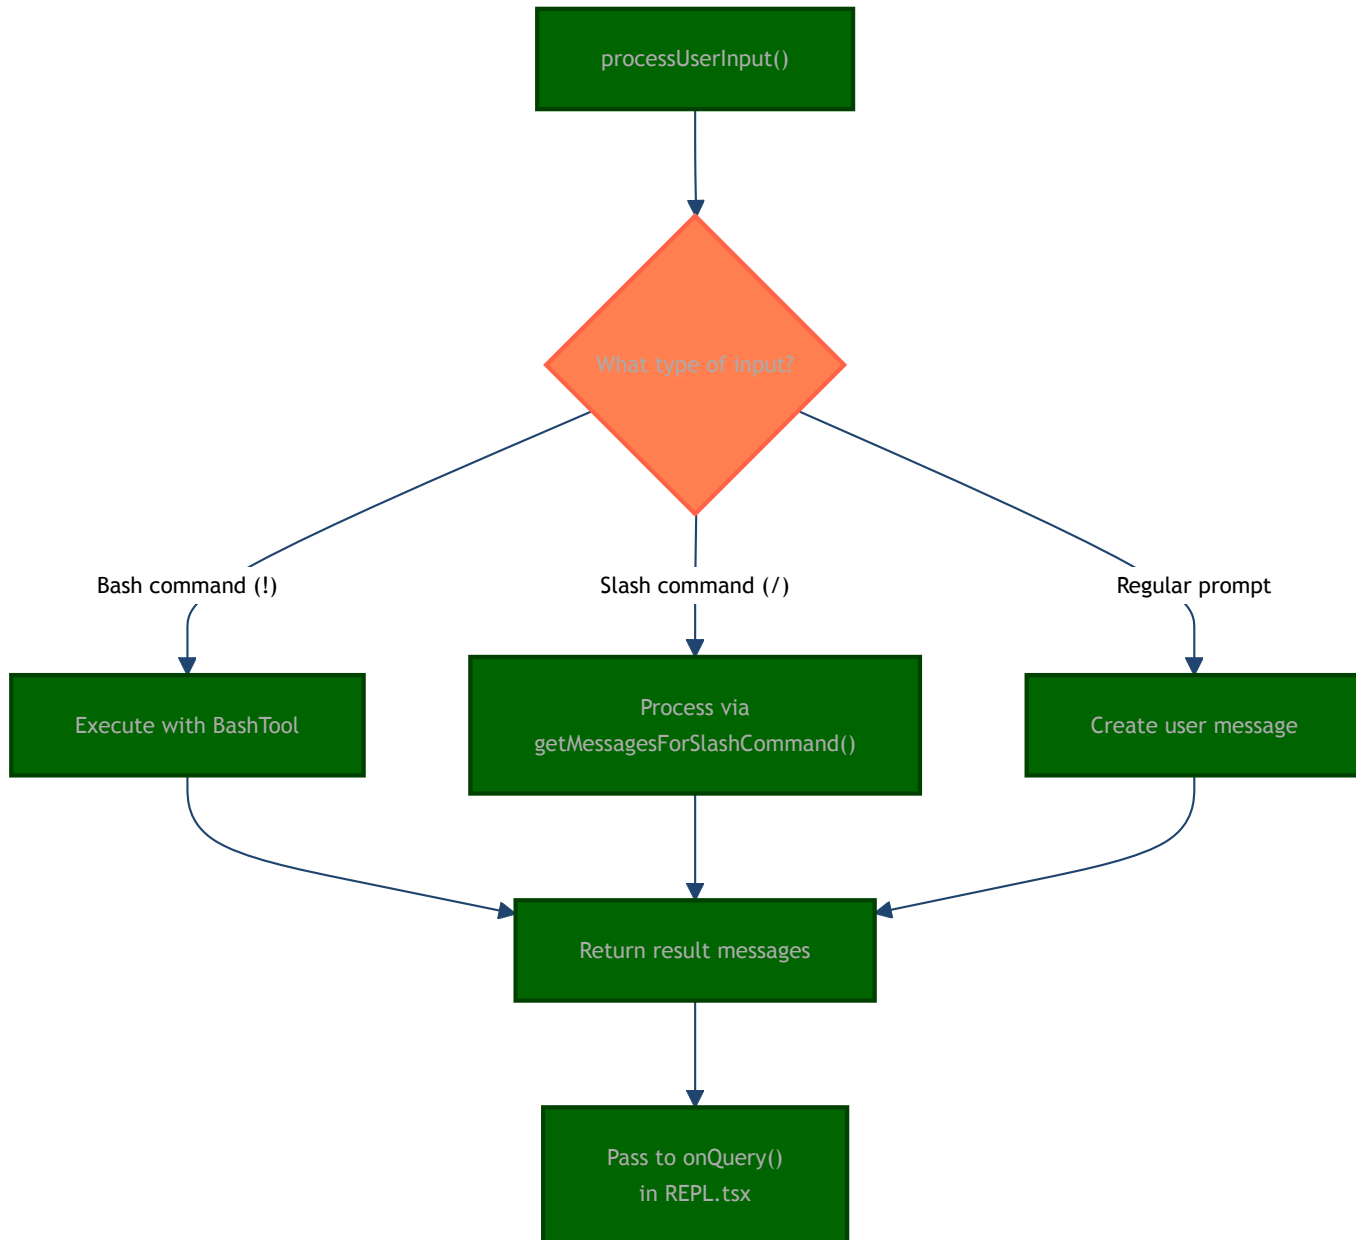 processUserInput()
What type of input?
Bash command (!)
Slash command (/)
Regular prompt
Execute with BashTool
Process via
getMessagesForSlashCommand()
Create user message
Return result messages
Pass to onQuery()
in REPL.tsx